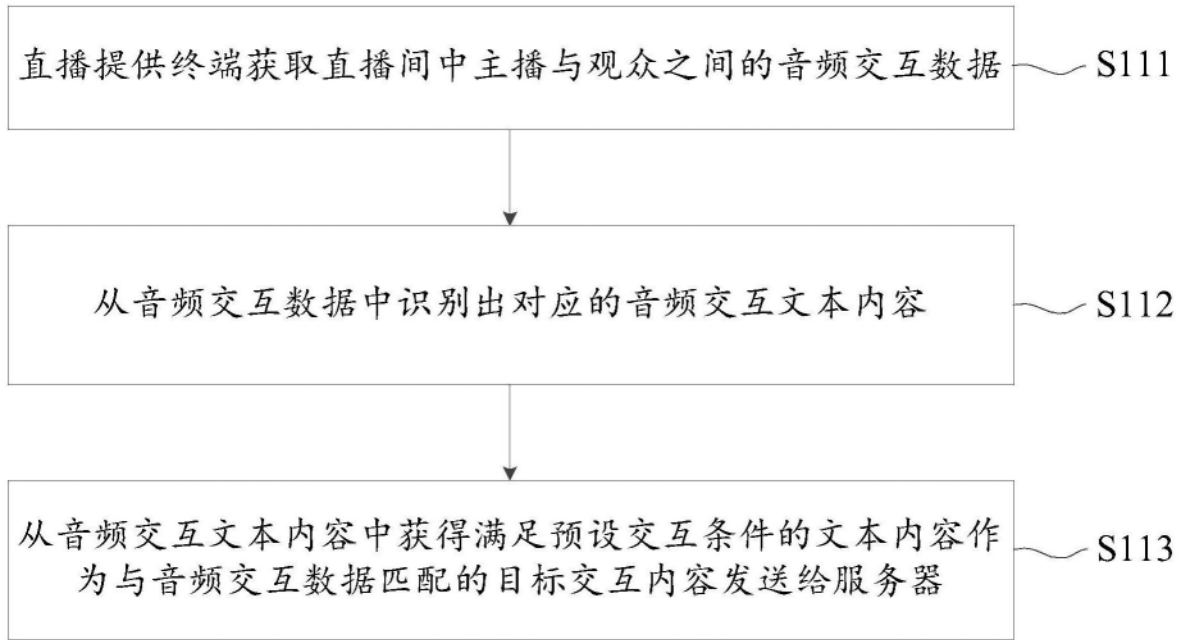 直播提供终端获取直播间中主播与观众之间的音频交互数据
S111
从音频交互数据中识别出对应的音频交互文本内容
S112
从音频交互文本内容中获得满足预设交互条件的文本内容作
为与音频交互数据匹配的目标交互内容发送给服务器
S113